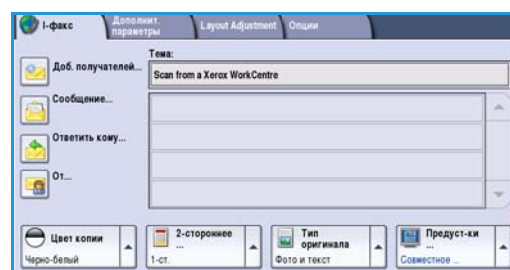 I-факс
Дополнит. параметры
Layout Adjustment
Опции
Тема:
Доб. получателей...
Scan from a Xerox WorkCentre
Сообщение...
Ответить кому...
От...
Цвет копии
Черно-белый
2-стороннее
...
1-ст.
Тип
оригинала
Фото и текст
Предуст-ки
...
Совместное ...